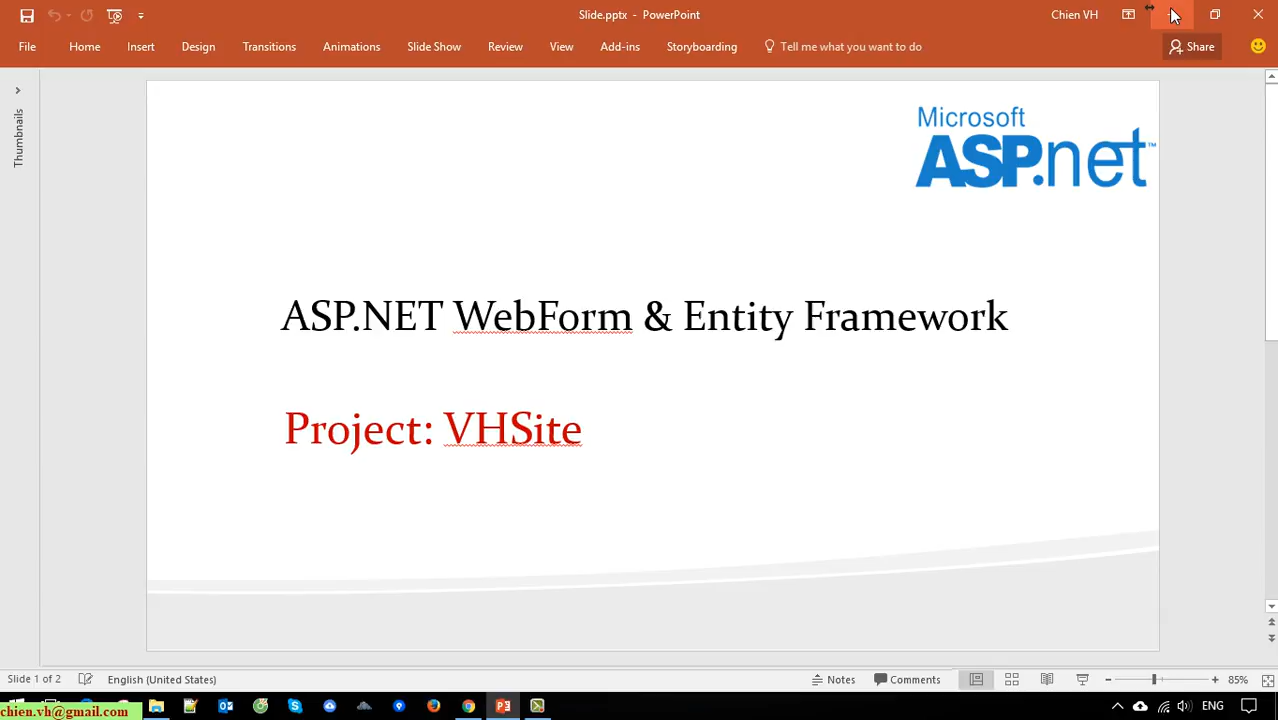 Slide.pptx - PowerPoint
Chien VH
File Home Insert Design Transitions Animations Slide Show Review View Add-ins Storyboarding Tell me what you want to do Share
Thumbnails
Microsoft
ASP.net™
ASP.NET WebForm & Entity Framework
Project: VHSite
Slide 1 of 2 English (United States) Notes Comments 85%
chien.vh@gmail.com
ENG